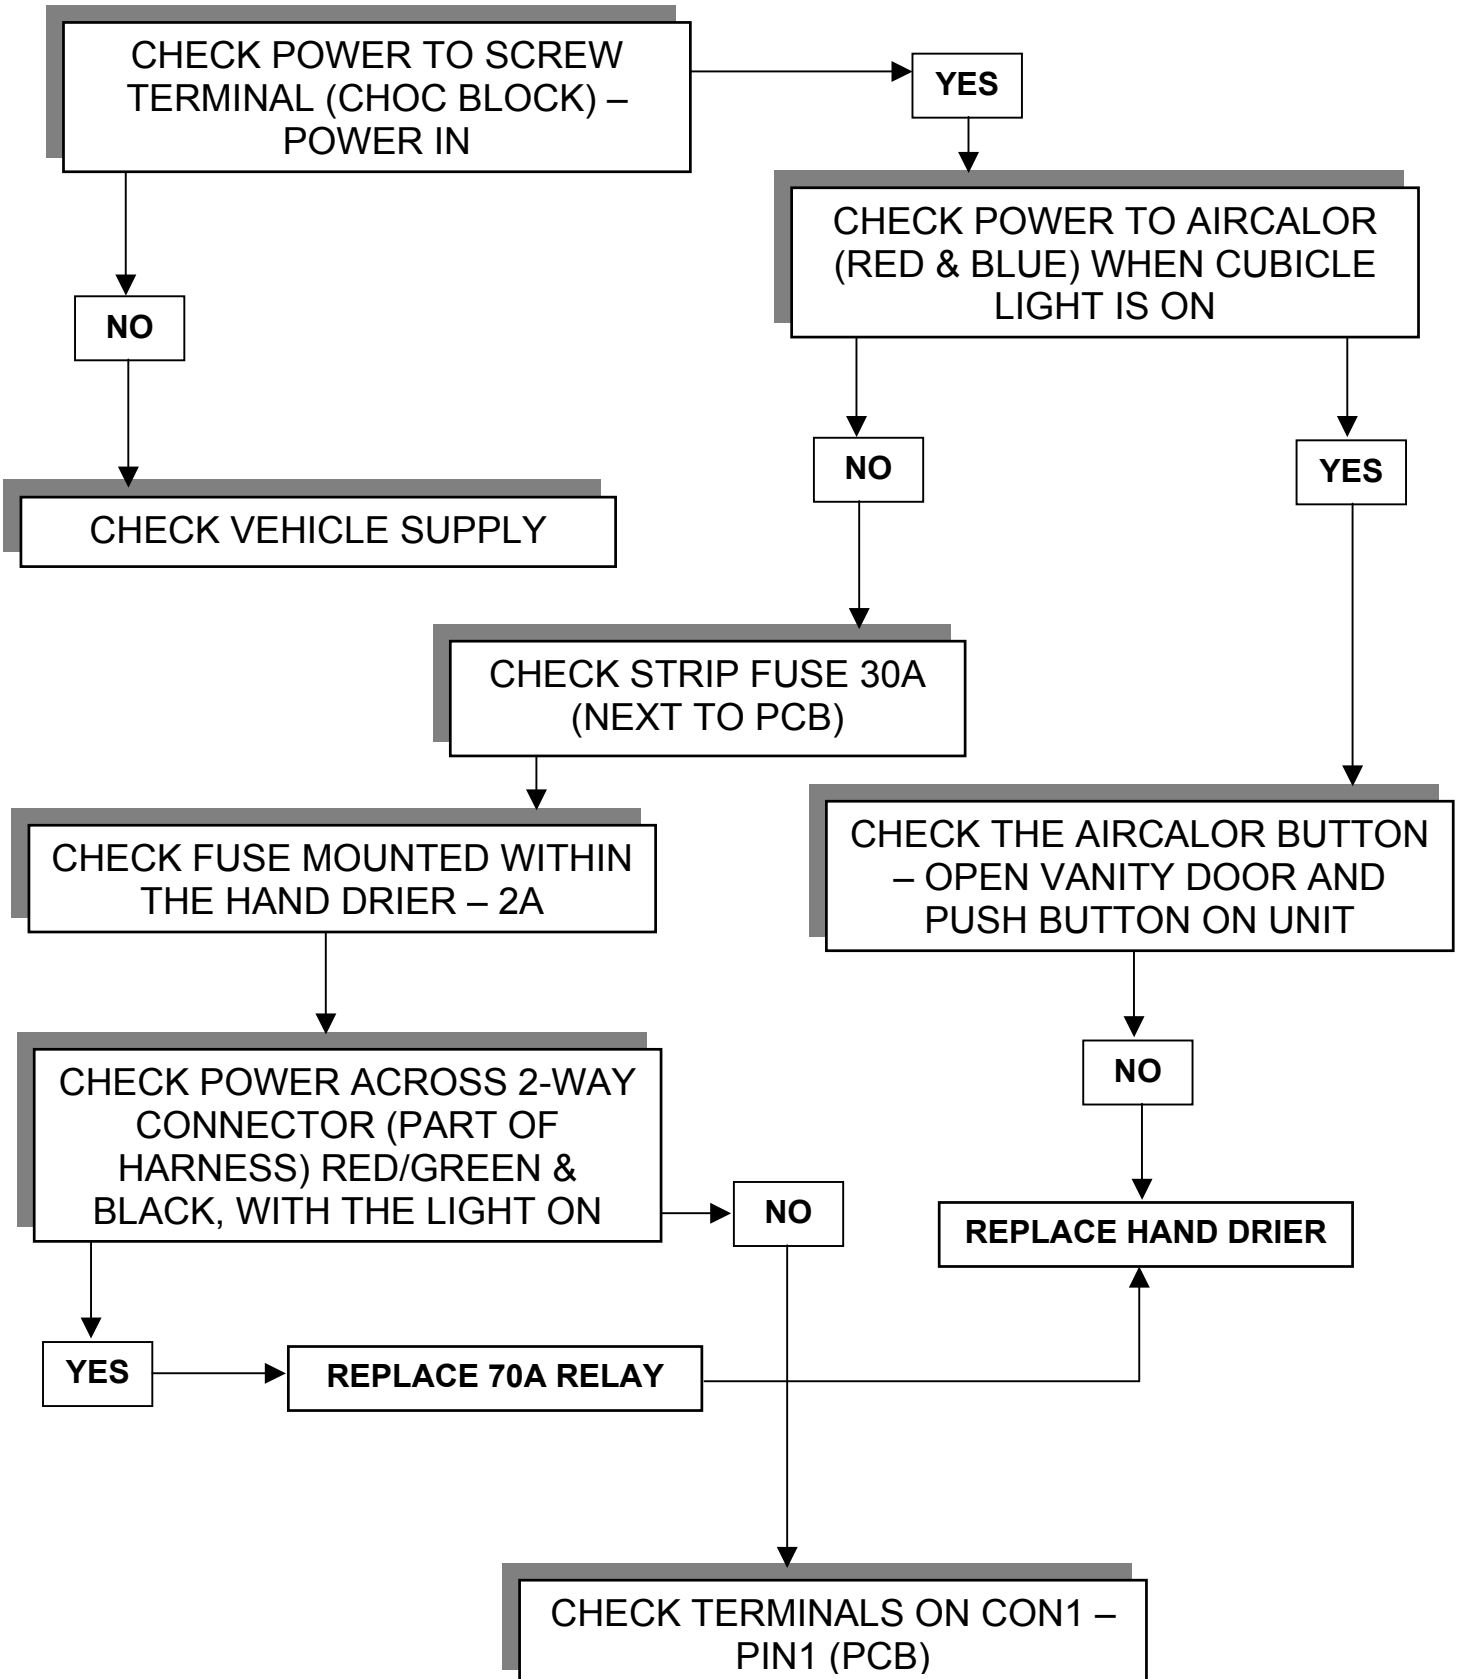 CHECK POWER TO SCREW
TERMINAL (CHOC BLOCK) –
POWER IN
YES
CHECK POWER TO AIRCALOR
(RED & BLUE) WHEN CUBICLE
LIGHT IS ON
NO
CHECK VEHICLE SUPPLY
NO
YES
CHECK STRIP FUSE 30A
(NEXT TO PCB)
CHECK FUSE MOUNTED WITHIN
THE HAND DRIER – 2A
CHECK THE AIRCALOR BUTTON
– OPEN VANITY DOOR AND
PUSH BUTTON ON UNIT
CHECK POWER ACROSS 2-WAY
CONNECTOR (PART OF
HARNESS) RED/GREEN &
BLACK, WITH THE LIGHT ON
NO
NO
REPLACE HAND DRIER
YES
REPLACE 70A RELAY
CHECK TERMINALS ON CON1 –
PIN1 (PCB)